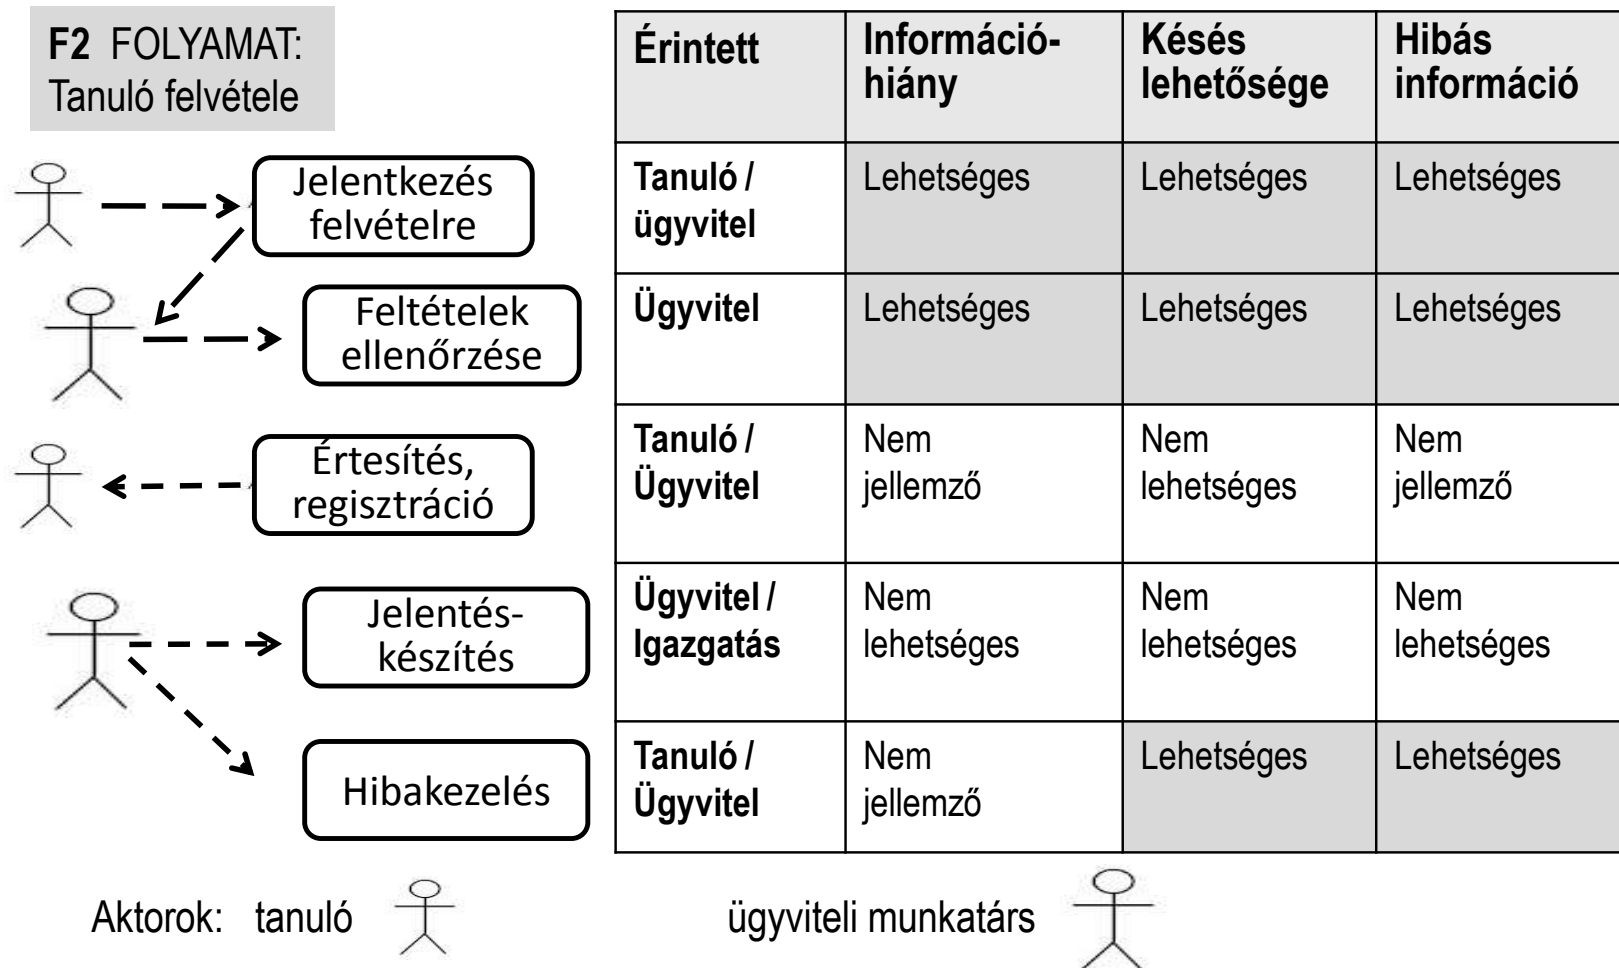 F2 FOLYAMAT:
Tanuló felvétele
Érintett
Információ-
hiány
Késés
lehetősége
Hibás
információ
Jelentkezés
felvételre
Tanuló /
ügyvitel
Lehetséges
Lehetséges
Lehetséges
Feltételek
ellenőrzése
Ügyvitel
Lehetséges
Lehetséges
Lehetséges
Értesítés,
regisztráció
Tanuló /
Ügyvitel
Nem
jellemző
Nem
lehetséges
Nem
jellemző
Jelentés-
készítés
Ügyvitel /
Igazgatás
Nem
lehetséges
Nem
lehetséges
Nem
lehetséges
Hibakezelés
Tanuló /
Ügyvitel
Nem
jellemző
Lehetséges
Lehetséges
Aktorok: tanuló
ügyviteli munkatárs